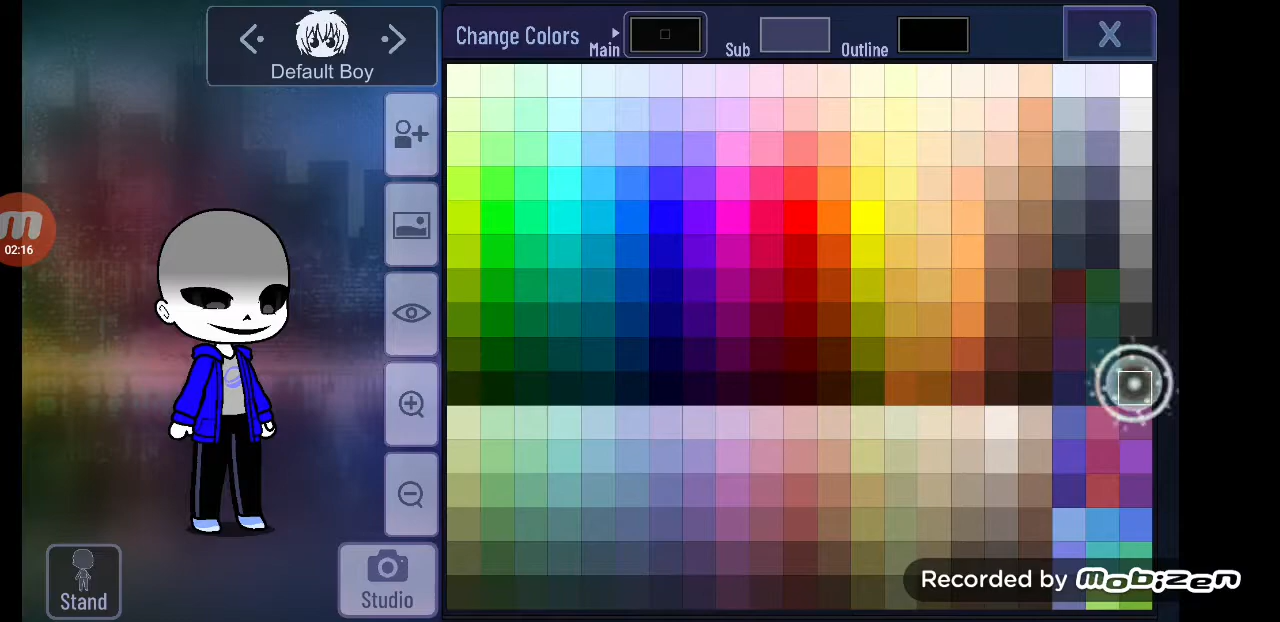 Default Boy
Change Colors
Main
Sub
Outline
X
02:16
Stand
Studio
Recorded by mobizen